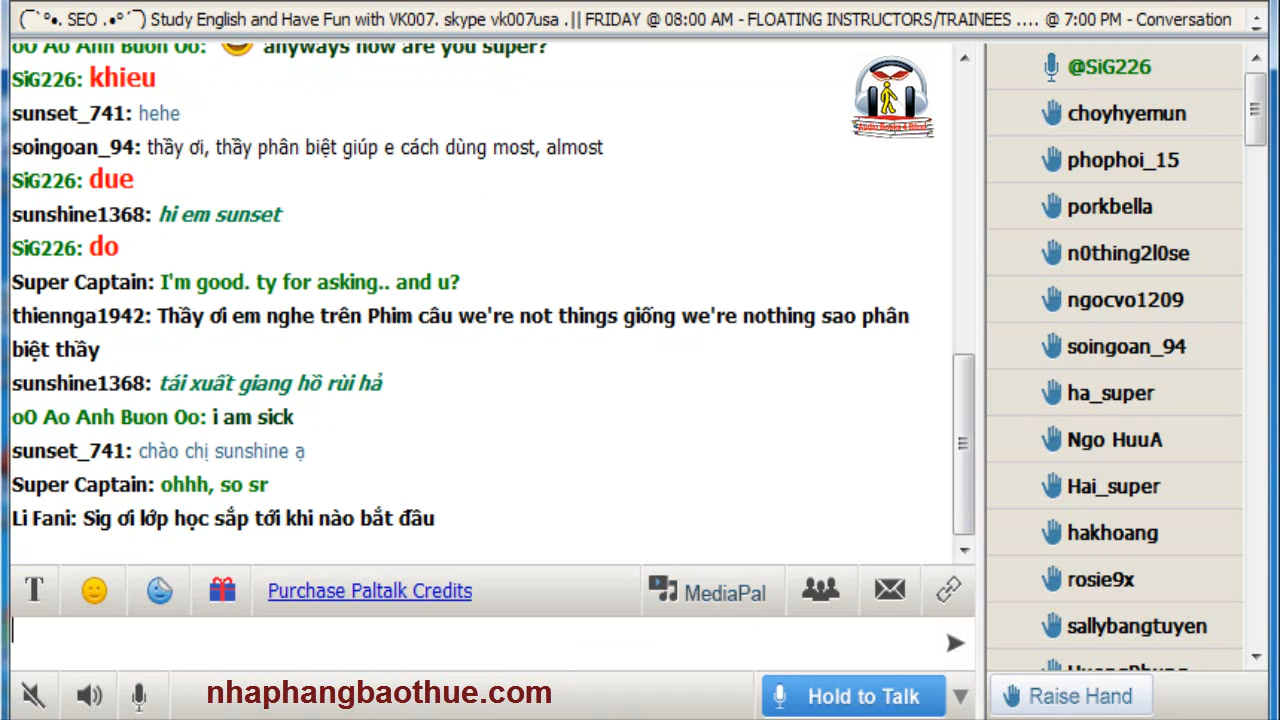 (¯`°•. SEO .•°´¯) Study English and Have Fun with VK007. skype vk007usa .|| FRIDAY @ 08:00 AM - FLOATING INSTRUCTORS/TRAINEES .... @ 7:00 PM - Conversation
oO Ao Anh Buon Oo: anyways how are you super?
SiG226: khieu
sunset_741: hehe
soingoan_94: thầy ơi, thầy phân biệt giúp e cách dùng most, almost
SiG226: due
sunshine1368: hi em sunset
SiG226: do
Super Captain: I'm good. ty for asking.. and u?
thiennga1942: Thầy ơi em nghe trên Phim câu we're not things giống we're nothing sao phân
biệt thầy
sunshine1368: tái xuất giang hồ rùi hả
oO Ao Anh Buon Oo: i am sick
sunset_741: chào chị sunshine ạ
Super Captain: ohhh, so sr
Li Fani: Sig ơi lớp học sắp tới khi nào bắt đầu
Audio Books 4 Blind
T
Purchase Paltalk Credits
MediaPal
nhaphangbaothue.com
Hold to Talk
@SiG226
choyhyemun
phophoi_15
porkbella
n0thing2l0se
ngocvo1209
soingoan_94
ha_super
Ngo HuuA
Hai_super
hakhoang
rosie9x
sallybangtuyen
Raise Hand